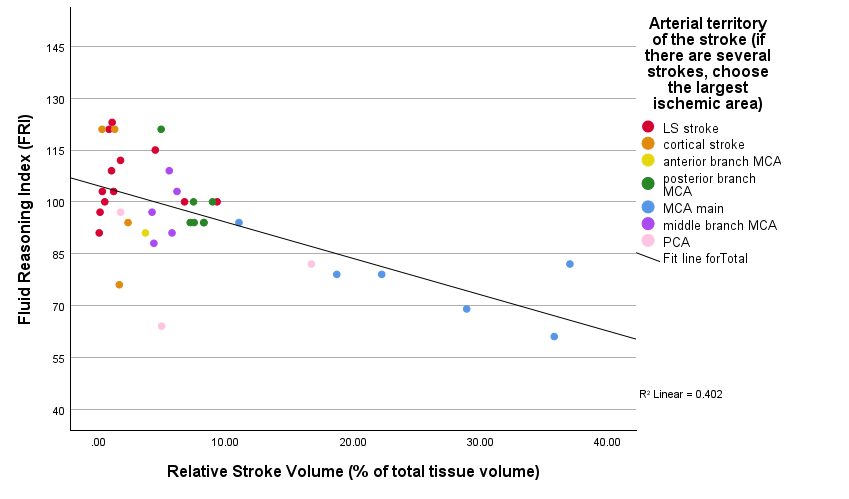 Fluid Reasoning Index (FRI)
145
130
115
100
85
70
55
40
.00
10.00
20.00
30.00
40.00
Relative Stroke Volume (% of total tissue volume)
Arterial territory
of the stroke (if
there are several
strokes, choose
the largest
ischemic area)
LS stroke
cortical stroke
anterior branch MCA
posterior branch
MCA
MCA main
middle branch MCA
PCA
Fit line forTotal
R² Linear = 0.402